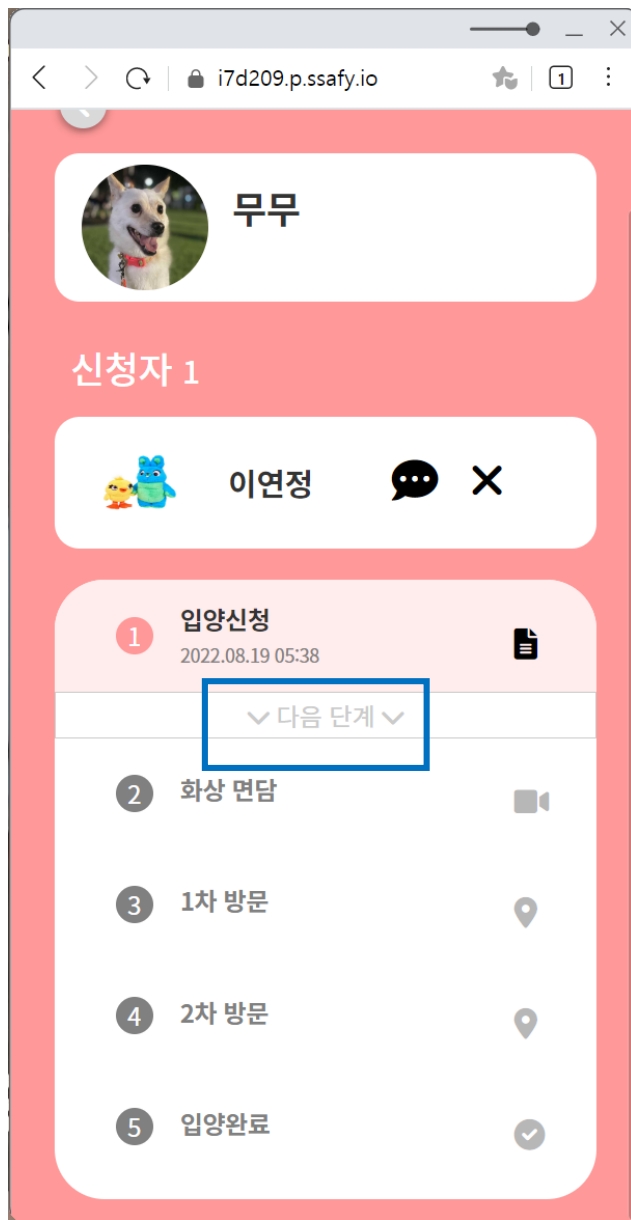 i7d209.p.ssafy.io
1
무무
신청자 1
이연정
1
입양신청
2022.08.19 05:38
다음 단계
2
화상 면담
3
1차 방문
4
2차 방문
5
입양완료